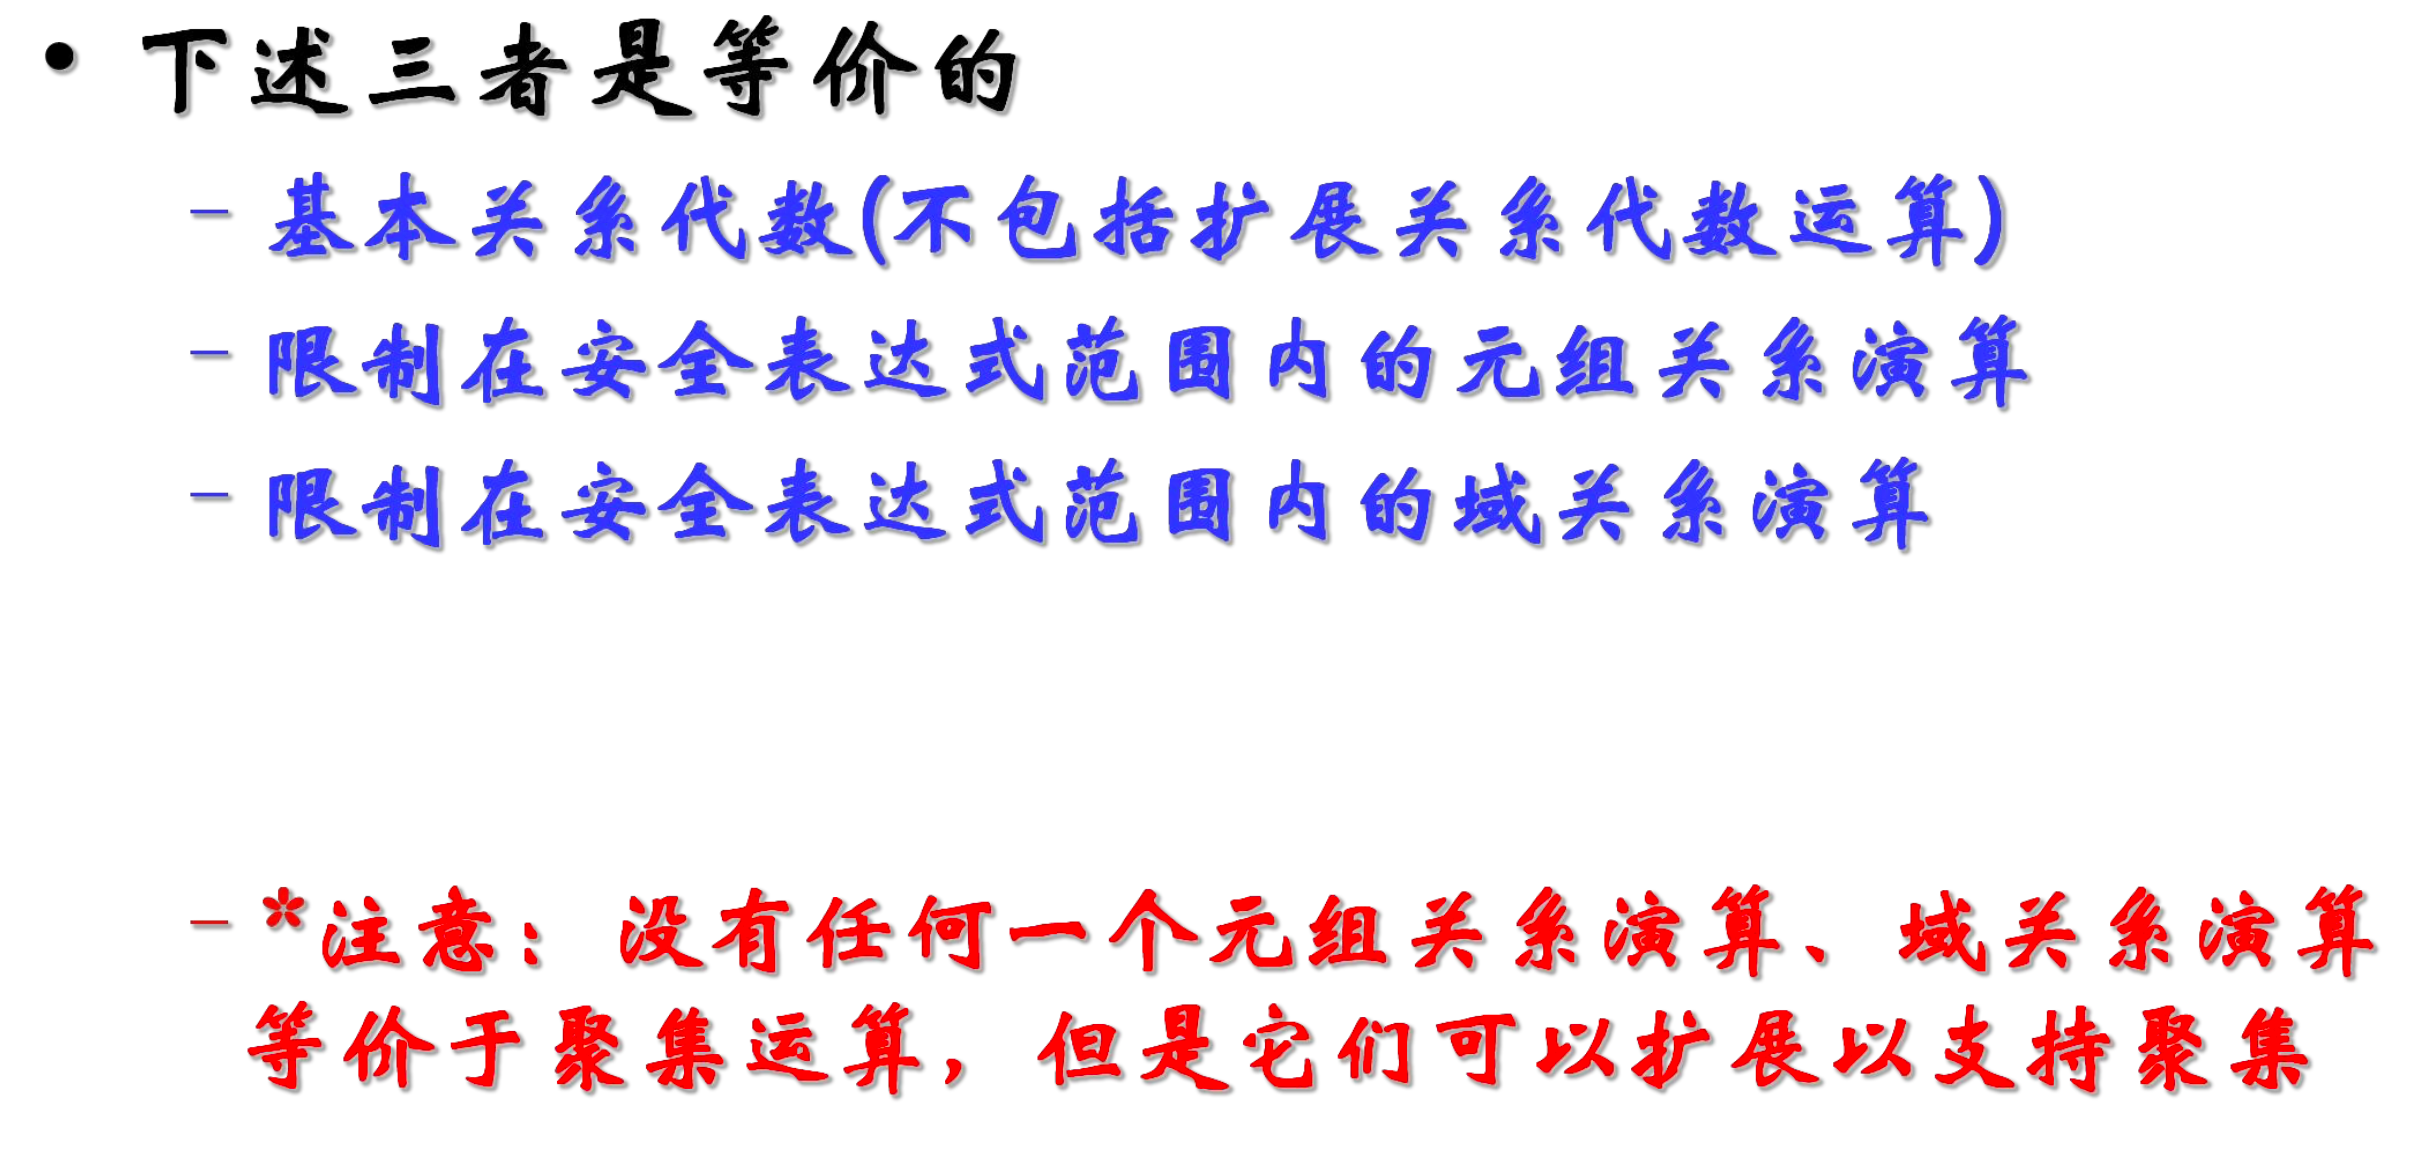 • 下述三者是等价的
– 基本关系代数(不包括扩展关系代数运算)
– 限制在安全表达式范围内的元组关系演算
– 限制在安全表达式范围内的域关系演算
– *注意：没有任何一个元组关系演算、域关系演算
等价于聚集运算，但是它们可以扩展以支持聚集